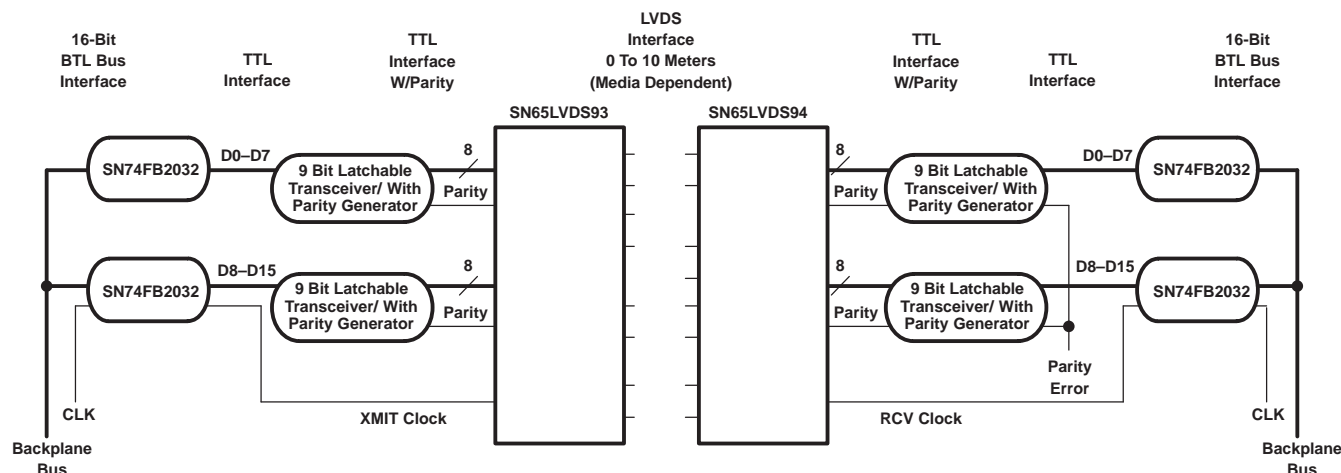 16-Bit
BTL Bus
Interface
TTL
Interface
TTL
Interface
W/Parity
LVDS
Interface
0 To 10 Meters
(Media Dependent)
TTL
Interface
W/Parity
TTL
Interface
16-Bit
BTL Bus
Interface
SN65LVDS93
SN65LVDS94
SN74FB2032
D0–D7
9 Bit Latchable
Transceiver/ With
Parity Generator
8
Parity
8
Parity
9 Bit Latchable
Transceiver/ With
Parity Generator
D0–D7
SN74FB2032
SN74FB2032
D8–D15
9 Bit Latchable
Transceiver/ With
Parity Generator
8
Parity
8
Parity
9 Bit Latchable
Transceiver/ With
Parity Generator
D8–D15
SN74FB2032
Parity
Error
CLK
XMIT Clock
RCV Clock
CLK
Backplane
Bus
Backplane
Bus